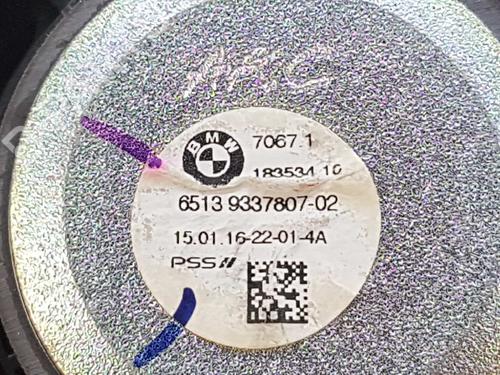 BMW
7067.1
183534 10
6513 9337807-02
15.01.16-22-01-4A
PSS